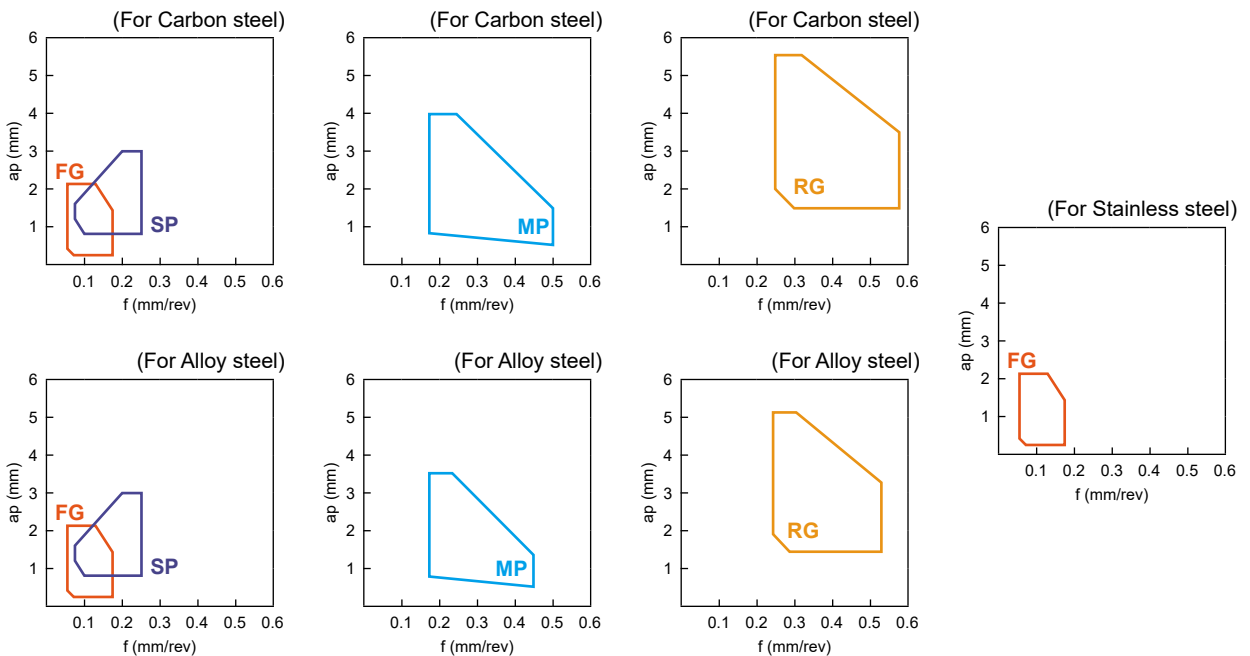 (For Carbon steel)
6
5
4
3
2
1
ap (mm)
FG
SP
0.1 0.2 0.3 0.4 0.5 0.6
f (mm/rev)
(For Carbon steel)
6
5
4
3
2
1
ap (mm)
MP
0.1 0.2 0.3 0.4 0.5 0.6
f (mm/rev)
(For Carbon steel)
6
5
4
3
2
1
ap (mm)
RG
0.1 0.2 0.3 0.4 0.5 0.6
f (mm/rev)
(For Alloy steel)
6
5
4
3
2
1
ap (mm)
FG
SP
0.1 0.2 0.3 0.4 0.5 0.6
f (mm/rev)
(For Alloy steel)
6
5
4
3
2
1
ap (mm)
MP
0.1 0.2 0.3 0.4 0.5 0.6
f (mm/rev)
(For Alloy steel)
6
5
4
3
2
1
ap (mm)
RG
0.1 0.2 0.3 0.4 0.5 0.6
f (mm/rev)
(For Stainless steel)
6
5
4
3
2
1
ap (mm)
FG
0.1 0.2 0.3 0.4 0.5 0.6
f (mm/rev)